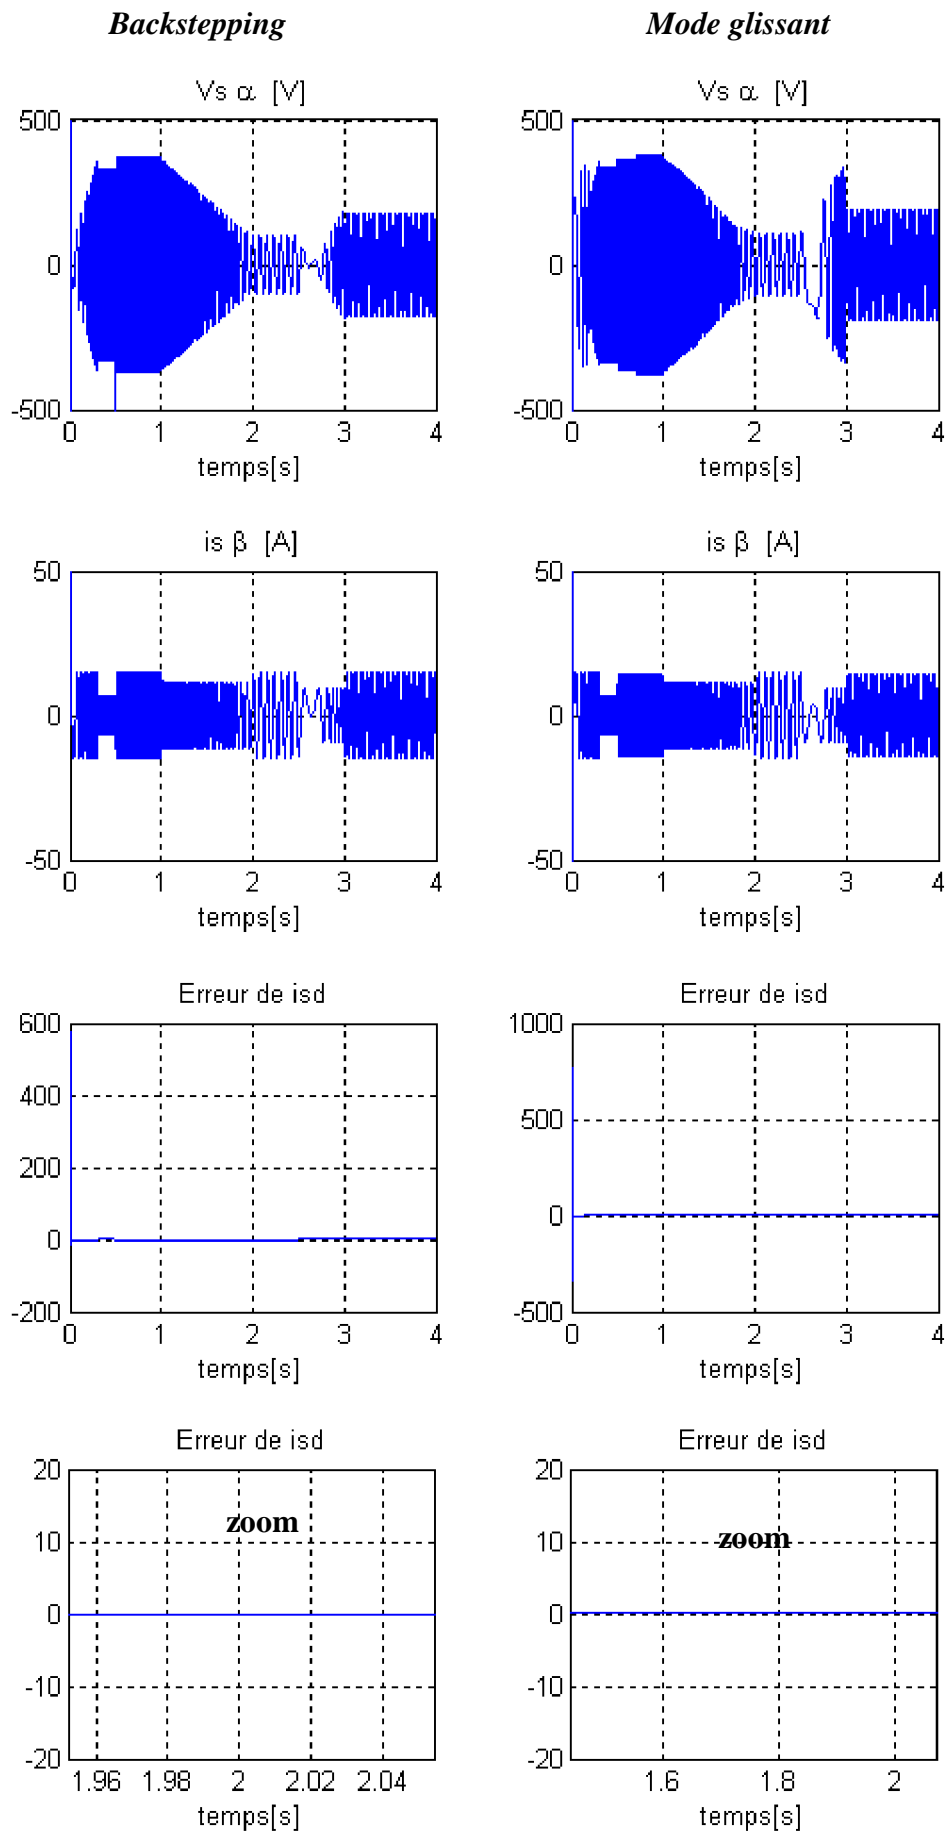 Backstepping
Mode glissant
Vs α [V]
500
0
-500
0 1 2 3 4
temps[s]
Vs α [V]
500
0
-500
0 1 2 3 4
temps[s]
is β [A]
50
0
-50
0 1 2 3 4
temps[s]
is β [A]
50
0
-50
0 1 2 3 4
temps[s]
Erreur de isd
600
400
200
0
-200
0 1 2 3 4
temps[s]
Erreur de isd
1000
500
0
-500
0 1 2 3 4
temps[s]
Erreur de isd
20
zoom
10
0
-10
-20
1.96 1.98 2 2.02 2.04
temps[s]
Erreur de isd
20
10
zoom
0
-10
-20
1.6 1.8 2
temps[s]